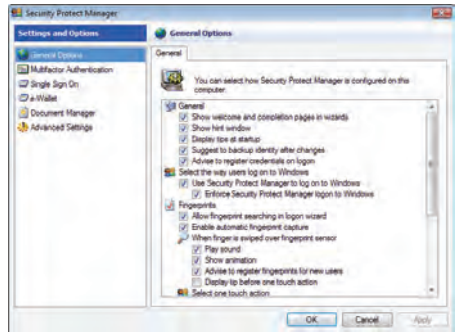 Security Protect Manager
Settings and Options
General Options
Multifactor Authentication
Single Sign On
e-Wallet
Document Manager
Advanced Settings
General Options
General
You can select how Security Protect Manager is configured on this
computer.
General
Show welcome and completion pages in wizards
Show hint window
Display tips at startup
Suggest to backup identity after changes
Advise to register credentials on logon
Select the way users log on to Windows
Use Security Protect Manager to log on to Windows
Enforce Security Protect Manager logon to Windows
Fingerprints
Allow fingerprint searching in logon wizard
Enable automatic fingerprint capture
When finger is swiped over fingerprint sensor
Play sound
Show animation
Advise to register fingerprints for new users
Display tip before one touch action
Select one touch action
OK
Cancel
Apply